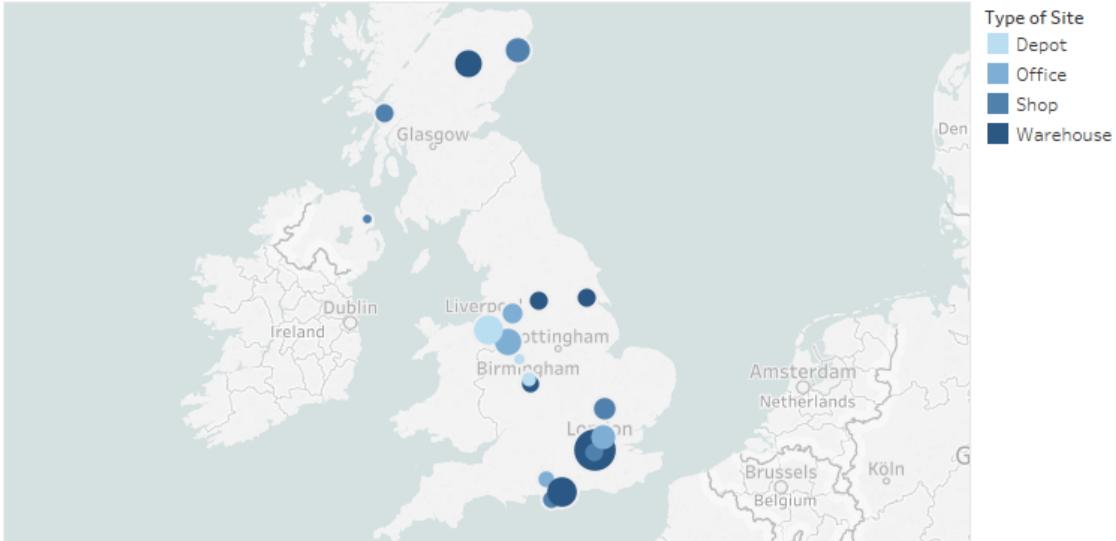 Type of Site
Depot
Office
Shop
Warehouse
Glasgow
Den
Dublin
Ireland
Liverpool
ottingham
Birmingham
London
Amsterdam
Netherlands
Brussels
Belgium
Köln
G